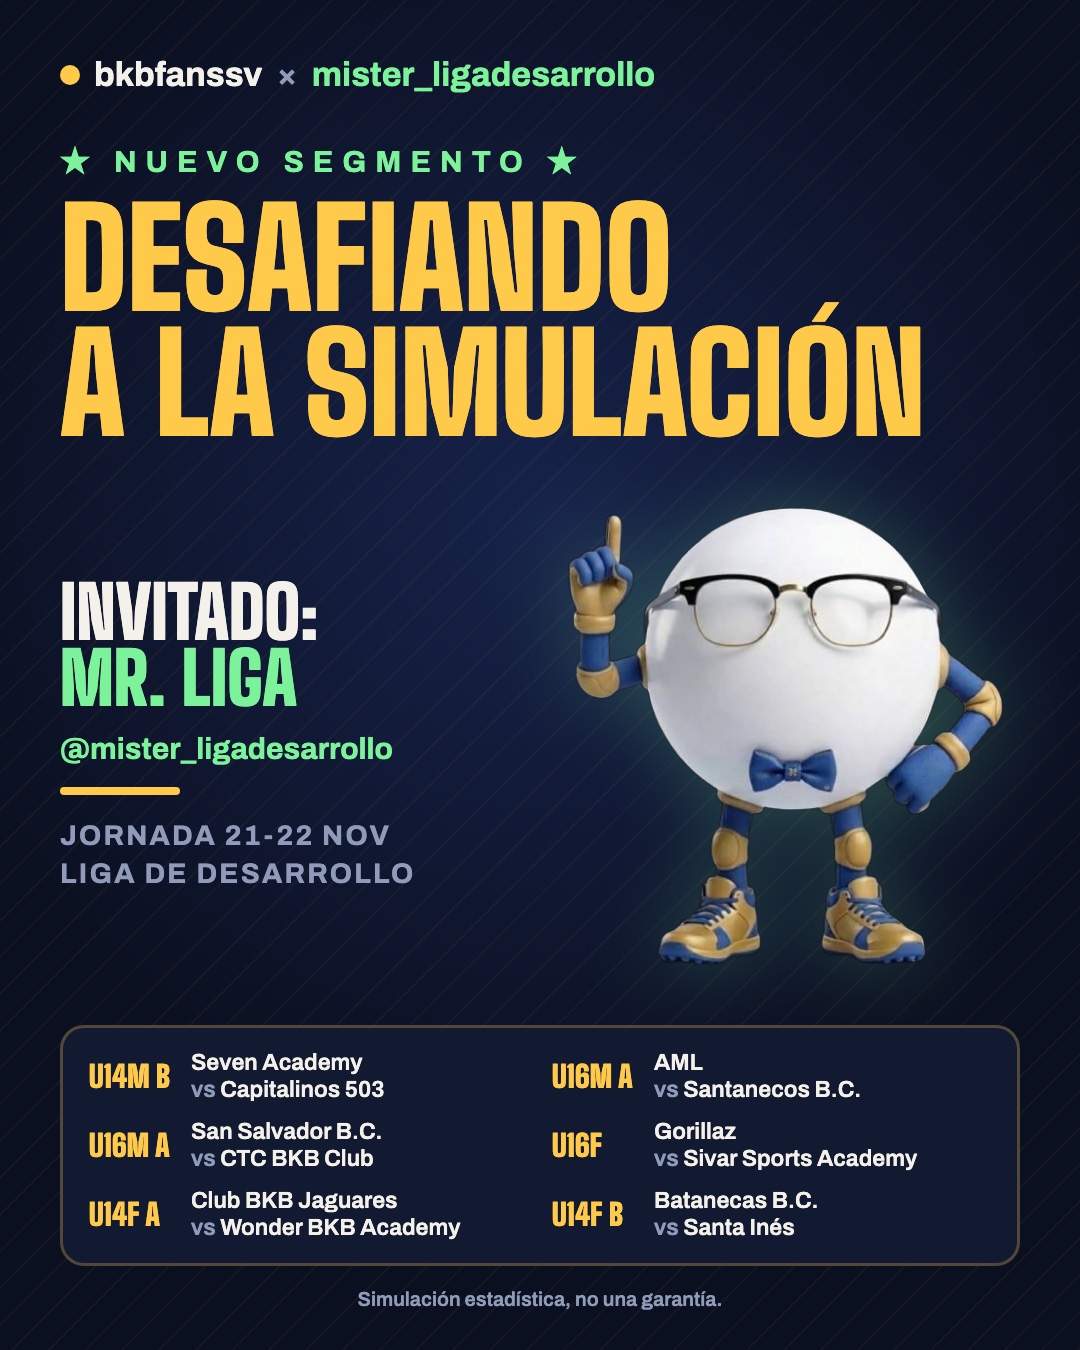 bkbfanssv × mister_ligadesarrollo
★ NUEVO SEGMENTO ★
DESAFIANDO
A LA SIMULACIÓN
INVITADO:
MR. LIGA
@mister_ligadesarrollo
JORNADA 21-22 NOV
LIGA DE DESARROLLO
U14M B
Seven Academy
vs Capitalinos 503
U16M A
AML
vs Santanecos B.C.
U16M A
San Salvador B.C.
vs CTC BKB Club
U16F
Gorillaz
vs Sivar Sports Academy
U14F A
Club BKB Jaguares
vs Wonder BKB Academy
U14F B
Batanecas B.C.
vs Santa Inés
Simulación estadística, no una garantía.